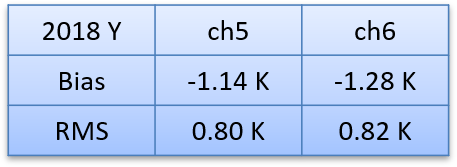 2018 Y ch5 ch6
Bias -1.14 K -1.28 K
RMS 0.80 K 0.82 K